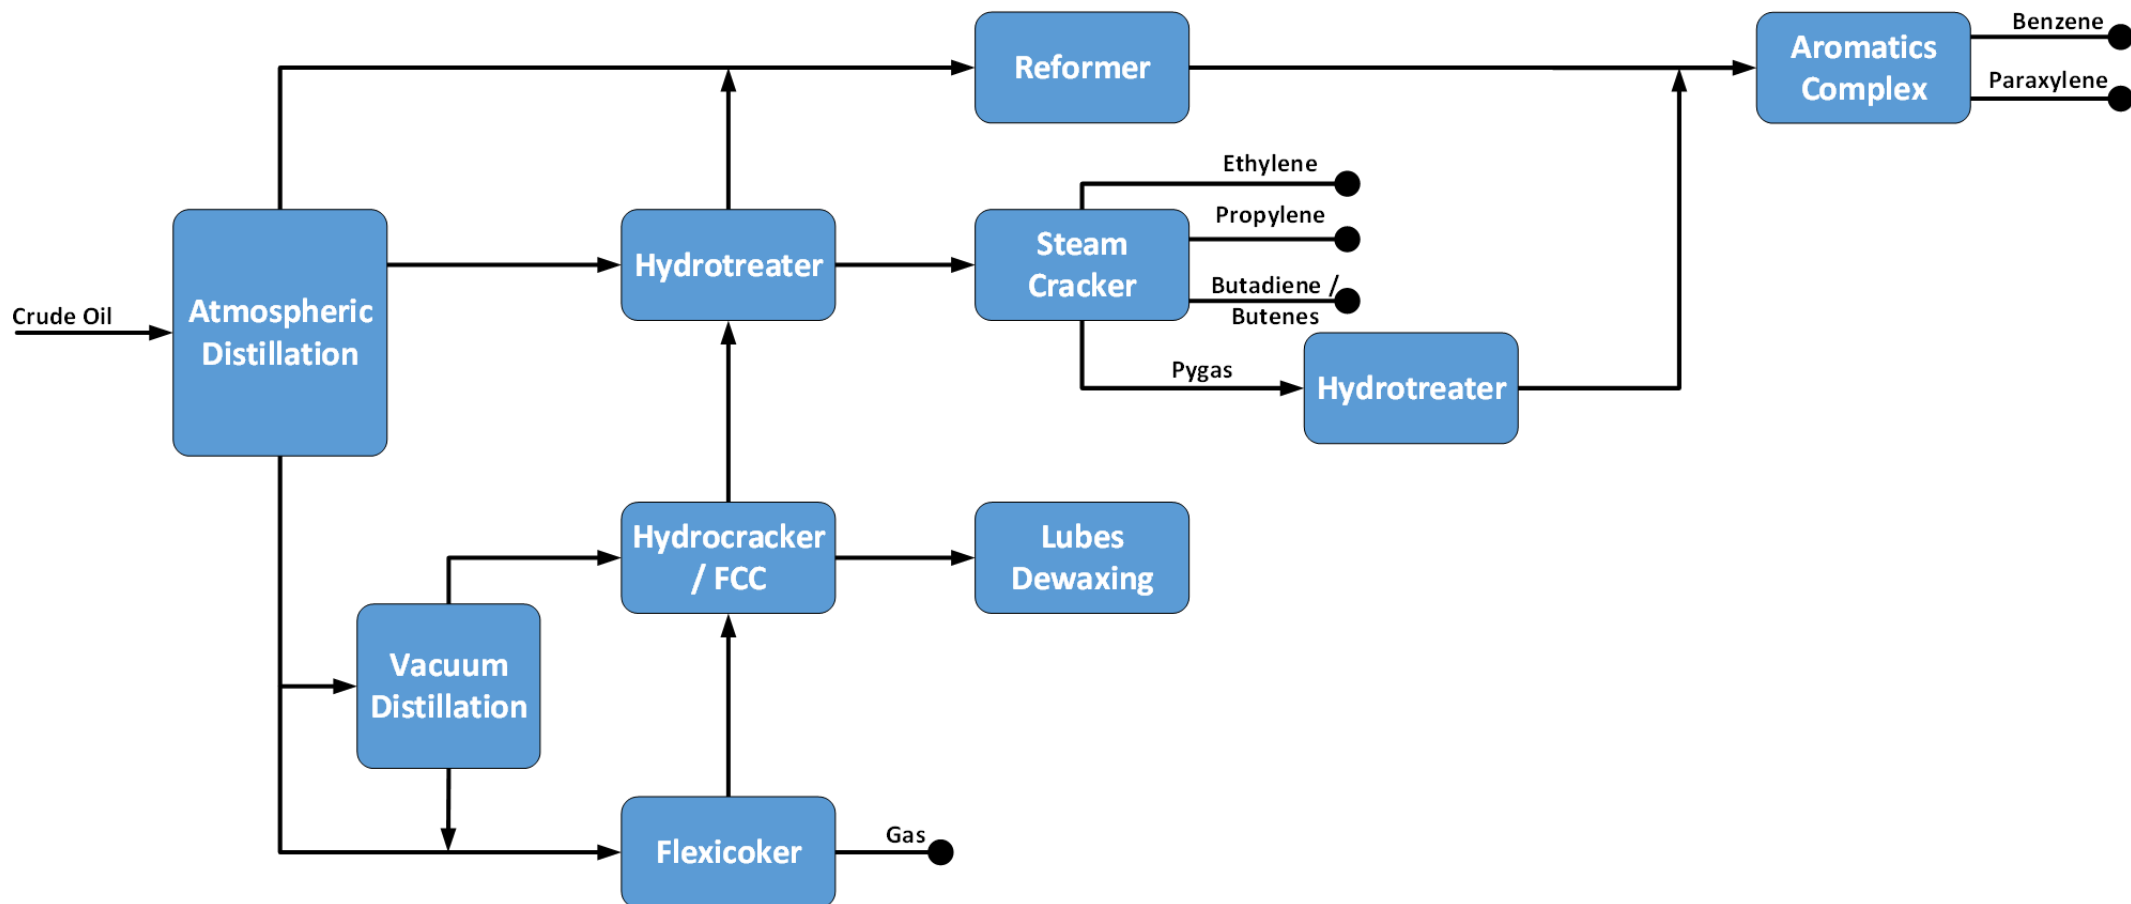 Reformer
Aromatics
Complex
Benzene
Paraxylene
Ethylene
Propylene
Butadiene /
Butenes
Crude Oil
Atmospheric
Distillation
Hydrotreater
Steam
Cracker
Pygas
Hydrotreater
Hydrocracker
/ FCC
Lubes
Dewaxing
Vacuum
Distillation
Flexicoker
Gas